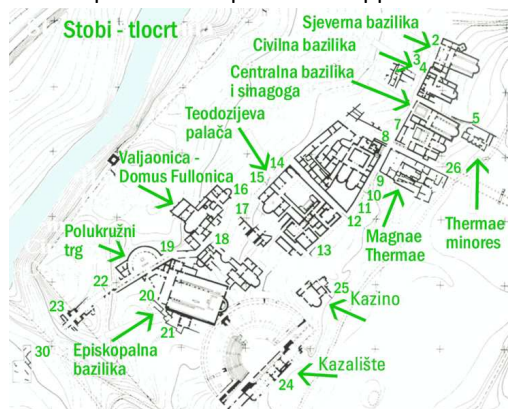 Stobi - tlocrt
Sjeverna bazilika
2
Civilna bazilika
3
4
Centralna bazilika
i sinagoga
5
7
Teodozijeva
palača
8
14
15
Valjaonica -
Domus Fullonica
16
9
10
11
12
26
Magnae
Thermae
Thermae
minores
17
13
Polukružni
trg
19
18
22
20
25
Kazino
23
21
30
Episkopalna
bazilika
Kazalište
24